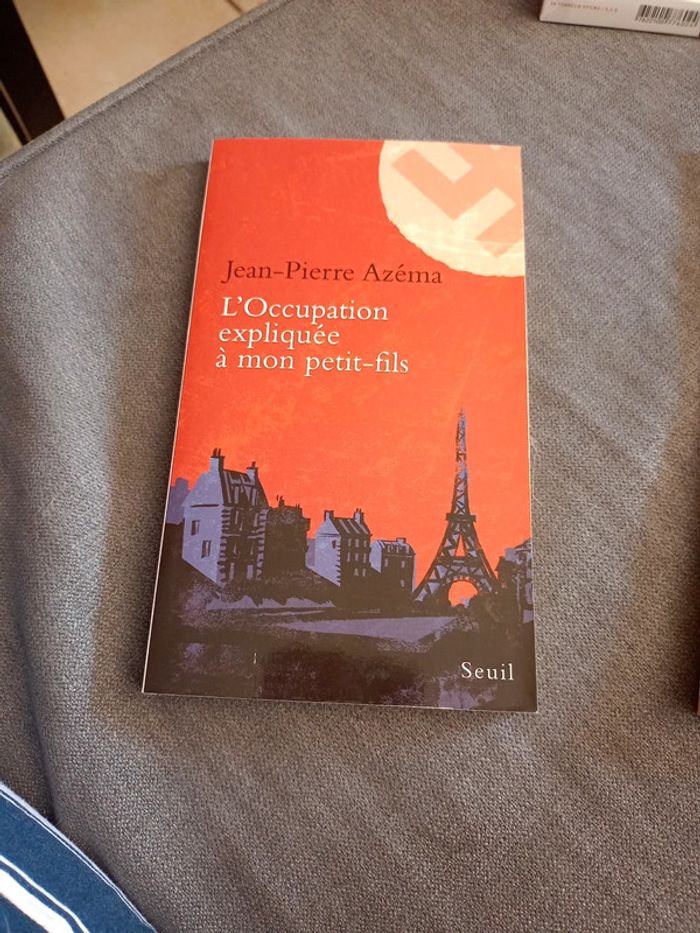 Jean-Pierre Azéma
L'Occupation
expliquée
à mon petit-fils
Seuil